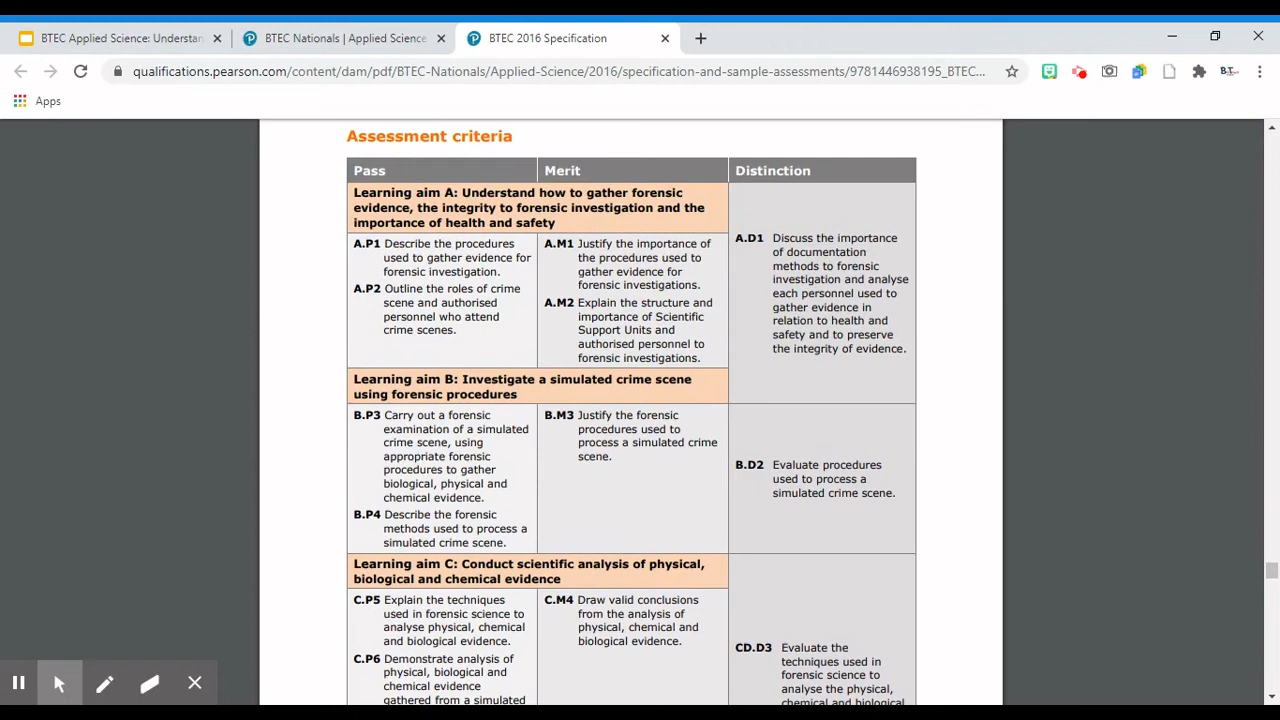 BTEC Applied Science: Understan
BTEC Nationals | Applied Science
BTEC 2016 Specification
qualifications.pearson.com/content/dam/pdf/BTEC-Nationals/Applied-Science/2016/specification-and-sample-assessments/9781446938195_BTEC...
Apps
Assessment criteria
Pass
Merit
Distinction
Learning aim A: Understand how to gather forensic
evidence, the integrity to forensic investigation and the
importance of health and safety
A.P1 Describe the procedures
used to gather evidence for
forensic investigation.
A.P2 Outline the roles of crime
scene and authorised
personnel who attend
crime scenes.
A.M1 Justify the importance of
the procedures used to
gather evidence for
forensic investigations.
A.M2 Explain the structure and
importance of Scientific
Support Units and
authorised personnel to
forensic investigations.
A.D1 Discuss the importance
of documentation
methods to forensic
investigation and analyse
each personnel used to
gather evidence in
relation to health and
safety and to preserve
the integrity of evidence.
Learning aim B: Investigate a simulated crime scene
using forensic procedures
B.P3 Carry out a forensic
examination of a simulated
crime scene, using
appropriate forensic
procedures to gather
biological, physical and
chemical evidence.
B.P4 Describe the forensic
methods used to process a
simulated crime scene.
B.M3 Justify the forensic
procedures used to
process a simulated crime
scene.
B.D2 Evaluate procedures
used to process a
simulated crime scene.
Learning aim C: Conduct scientific analysis of physical,
biological and chemical evidence
C.P5 Explain the techniques
used in forensic science to
analyse physical, chemical
and biological evidence.
C.P6 Demonstrate analysis of
physical, biological and
chemical evidence
gathered from a simulated
C.M4 Draw valid conclusions
from the analysis of
physical, chemical and
biological evidence.
CD.D3 Evaluate the
techniques used in
forensic science to
analyse the physical,
chemical and biological